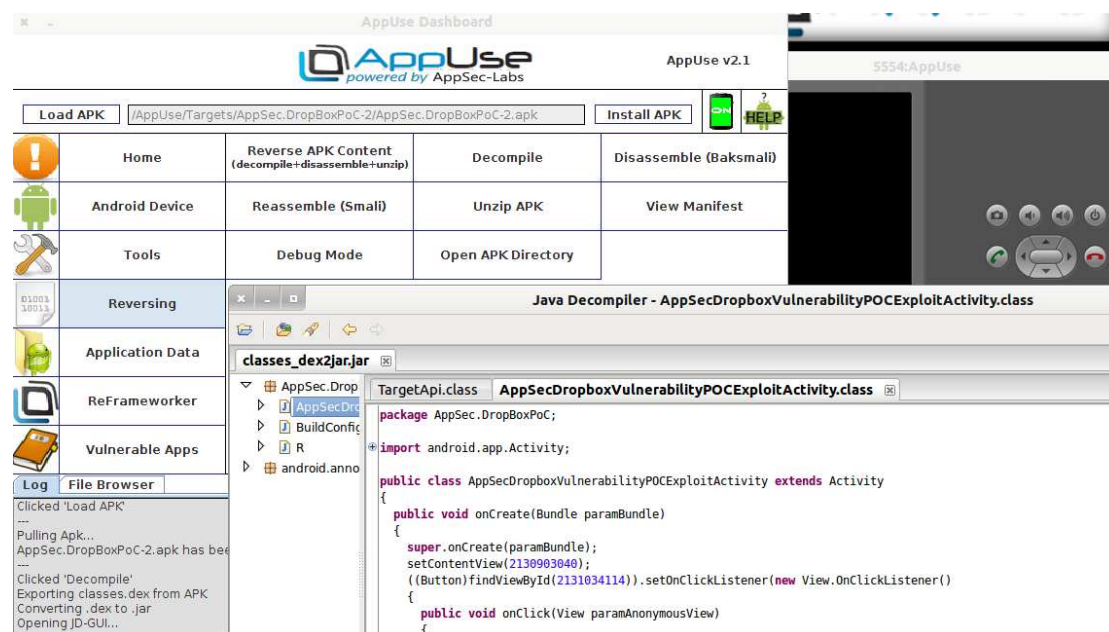 AppUse Dashboard
AppUse
powered by AppSec-Labs
AppUse v2.1
5554:AppUse
Load APK
/AppUse/Targets/AppSec.DropBoxPoC-2/AppSec.DropBoxPoC-2.apk
Install APK
ON
?
HELP
Home
Reverse APK Content
(decompile+disassemble+unzip)
Decompile
Disassemble (Baksmali)
Android Device
Reassemble (Smali)
Unzip APK
View Manifest
Tools
Debug Mode
Open APK Directory
Reversing
Application Data
ReFrameworker
Vulnerable Apps
Log
File Browser
Clicked 'Load APK'
---
Pulling Apk...
AppSec.DropBoxPoC-2.apk has bee
---
Clicked 'Decompile'
Exporting classes.dex from APK
Converting .dex to .jar
Opening JD-GUI...
Java Decompiler - AppSecDropboxVulnerabilityPOCExploitActivity.class
classes_dex2jar.jar
AppSec.Drop
AppSecDro
BuildConfig
R
android.anno
TargetApi.class
AppSecDropboxVulnerabilityPOCExploitActivity.class
package AppSec.DropBoxPoC;
import android.app.Activity;
public class AppSecDropboxVulnerabilityPOCExploitActivity extends Activity
{
public void onCreate(Bundle paramBundle)
{
super.onCreate(paramBundle);
setContentView(2130903040);
((Button)findViewById(2131034114)).setOnClickListener(new View.OnClickListener()
{
public void onClick(View paramAnonymousView)
{